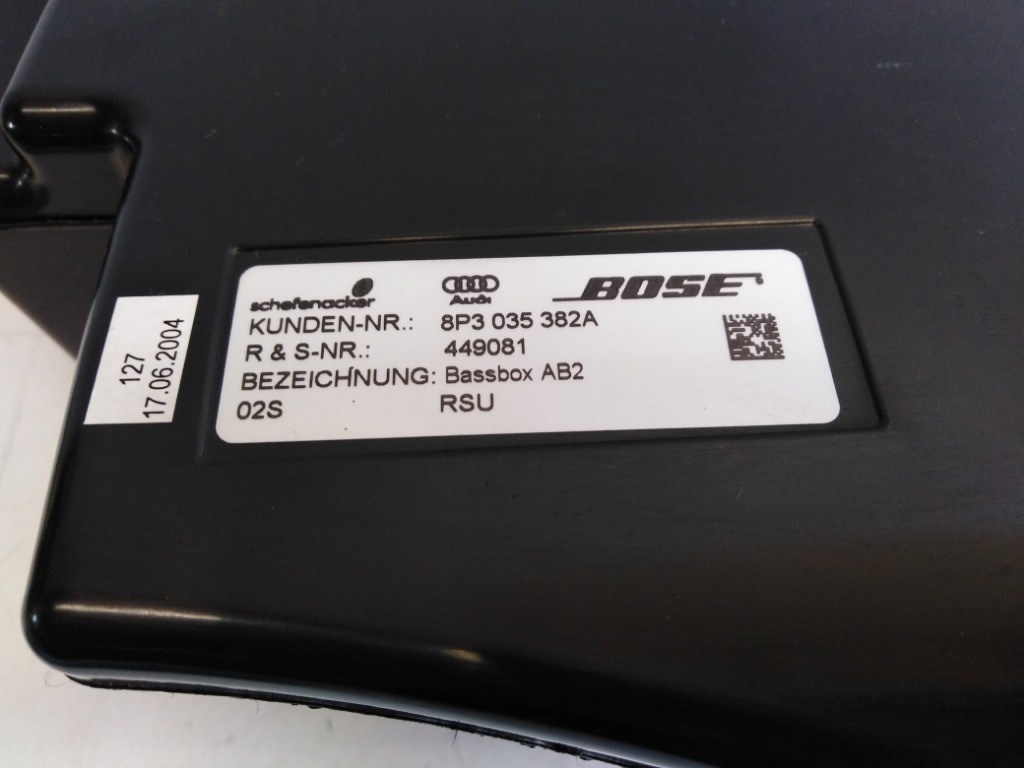 schefenacker Audi BOSE
KUNDEN-NR.: 8P3 035 382A
R & S-NR.: 449081
BEZEICHNUNG: Bassbox AB2
02S RSU
127
17.06.2004